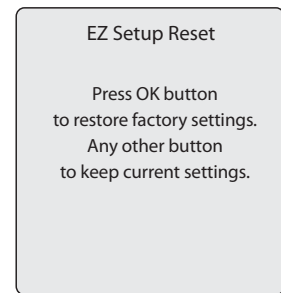 EZ Setup Reset
Press OK button
to restore factory settings.
Any other button
to keep current settings.